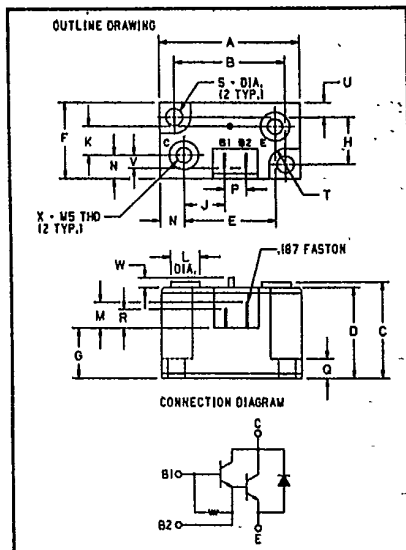 OUTLINE DRAWING
A
B
S - DIA.
(2 TYP.)
U
F
K
N
C
V
B1 B2
E
H
P
J
T
X - M5 THD
(2 TYP.)
N
E
L
DIA.
W
.187 FASTON
M
R
G
D
C
Q
CONNECTION DIAGRAM
C
B1
B2
E